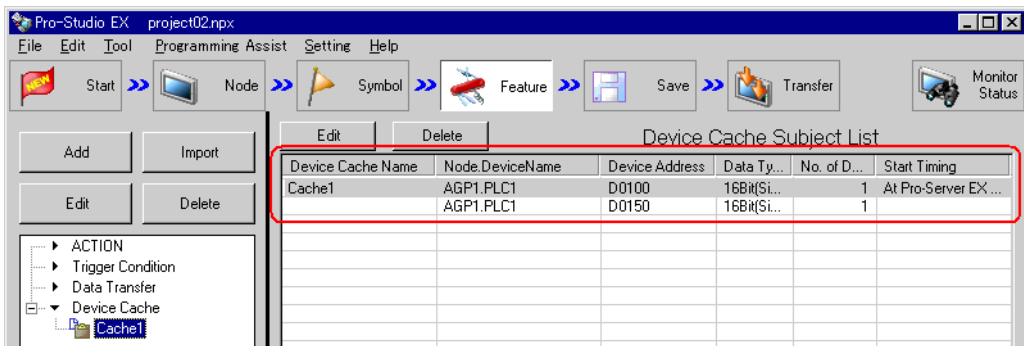 Pro-Studio EX project02.npx
File Edit Tool Programming Assist Setting Help
NEW Start Node Symbol Feature Save Transfer Monitor Status
Add Import
Edit Delete
ACTION
Trigger Condition
Data Transfer
Device Cache
Cache1
Edit Delete Device Cache Subject List
Device Cache Name Node.DeviceName Device Address Data Ty... No. of D... Start Timing
Cache1 AGP1.PLC1 D0100 16Bit(Si... 1 At Pro-Server EX ...
AGP1.PLC1 D0150 16Bit(Si... 1